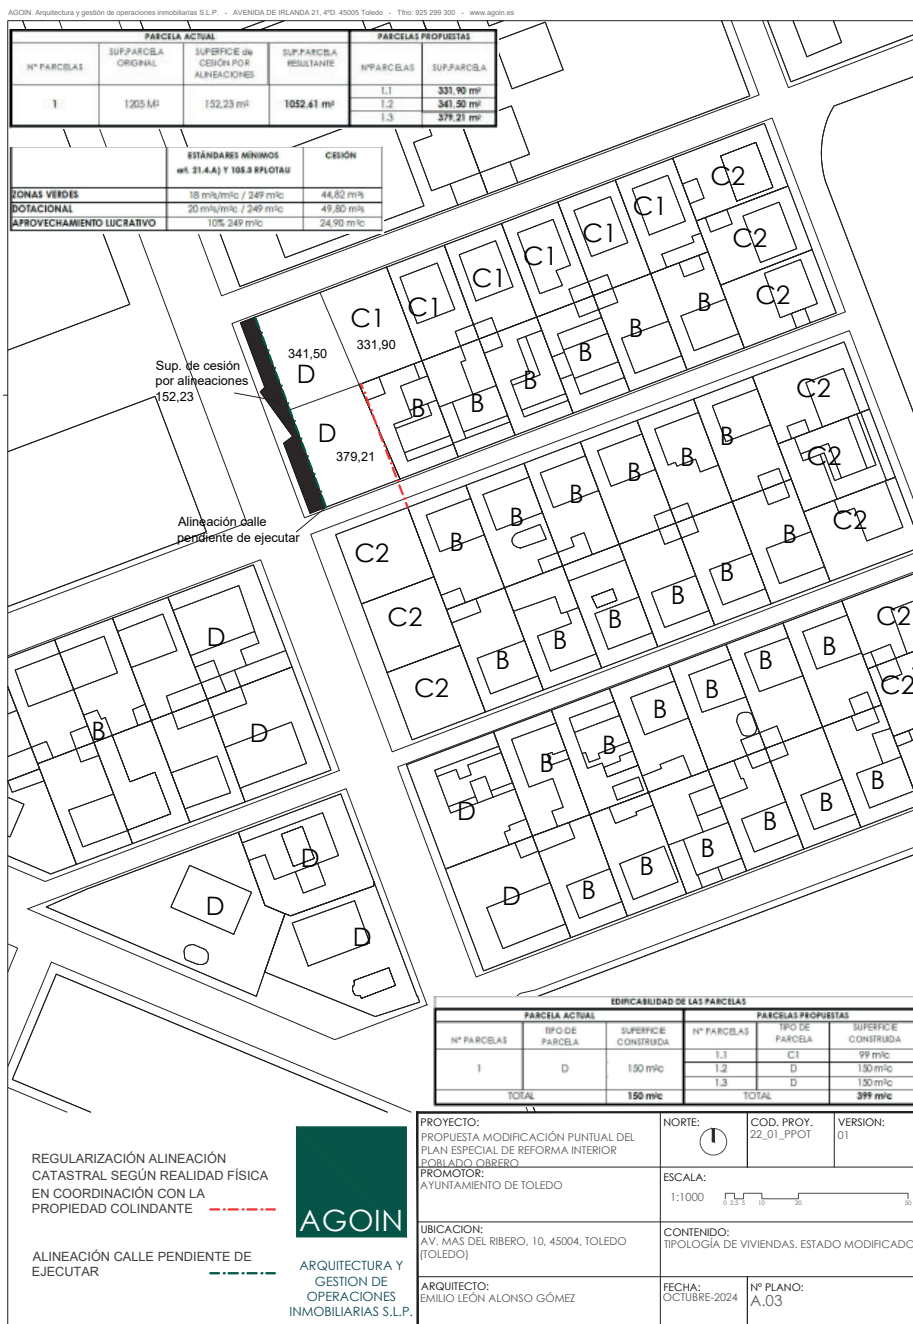 AGOIN. Arquitectura y gestión de operaciones inmobiliarias S.L.P. - AVENIDA DE IRLANDA 21, 4ºD. 45005 Toledo - Tfno: 925 299 300 - www.agoin.es
PARCELA ACTUAL PARCELAS PROPUESTAS
Nº PARCELAS SUP.PARCELA ORIGINAL SUPERFICIE de CESIÓN POR ALINEACIONES SUP.PARCELA RESULTANTE NºPARCELAS SUP.PARCELA
1 1205 M² 152,23 m² 1052,61 m²
1.1 331,90 m²
1.2 341,50 m²
1.3 379,21 m²
ESTÁNDARES MÍNIMOS art. 21.4.A) Y 105.3 RPLOTAU CESIÓN
ZONAS VERDES 18 m²s/m²c / 249 m²c 44,82 m²s
DOTACIONAL 20 m²s/m²c / 249 m²c 49,80 m²s
APROVECHAMIENTO LUCRATIVO 10% 249 m²c 24,90 m²c
C2
C1
C1
C2
C1
C1
C2
C1
C1
B
B
B
B
B
B
B
B
341,50
D
331,90
Sup. de cesión
por alineaciones
152,23
D
379,21
Alineación calle
pendiente de ejecutar
C2
C2
C2
B
B
B
B
B
B
B
C2
C2
C2
B
B
B
B
B
B
B
D
D
B
C2
C2
B
B
B
B
B
B
D
B
B
B
B
B
B
D
D
D
D
EDIFICABILIDAD DE LAS PARCELAS
PARCELA ACTUAL PARCELAS PROPUESTAS
Nº PARCELAS TIPO DE PARCELA SUPERFICIE CONSTRUIDA Nº PARCELAS TIPO DE PARCELA SUPERFICIE CONSTRUIDA
1 D 150 m²c
1.1 C1 99 m²c
1.2 D 150 m²c
1.3 D 150 m²c
TOTAL 150 m²c TOTAL 399 m²c
REGULARIZACIÓN ALINEACIÓN
CATASTRAL SEGÚN REALIDAD FÍSICA
EN COORDINACIÓN CON LA
PROPIEDAD COLINDANTE
ALINEACIÓN CALLE PENDIENTE DE
EJECUTAR
AGOIN
ARQUITECTURA Y
GESTION DE
OPERACIONES
INMOBILIARIAS S.L.P.
PROYECTO:
PROPUESTA MODIFICACIÓN PUNTUAL DEL
PLAN ESPECIAL DE REFORMA INTERIOR
POBLADO OBRERO
NORTE:
COD. PROY.
22_01_PPOT
VERSION:
01
PROMOTOR:
AYUNTAMIENTO DE TOLEDO
ESCALA:
1:1000
0 2.5 5 10 20 50
UBICACION:
AV. MAS DEL RIBERO, 10, 45004, TOLEDO
(TOLEDO)
CONTENIDO:
TIPOLOGÍA DE VIVIENDAS. ESTADO MODIFICADO
ARQUITECTO:
EMILIO LEÓN ALONSO GÓMEZ
FECHA:
OCTUBRE-2024
Nº PLANO:
A.03